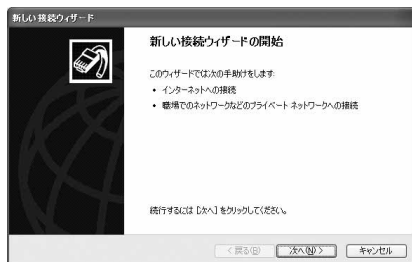 新しい接続ウィザード
新しい接続ウィザードの開始
このウィザードでは次の手助けをします:
• インターネットへの接続
• 職場でのネットワークなどのプライベート ネットワークへの接続
続行するには [次へ] をクリックしてください。
< 戻る(B)
次へ(N) >
キャンセル